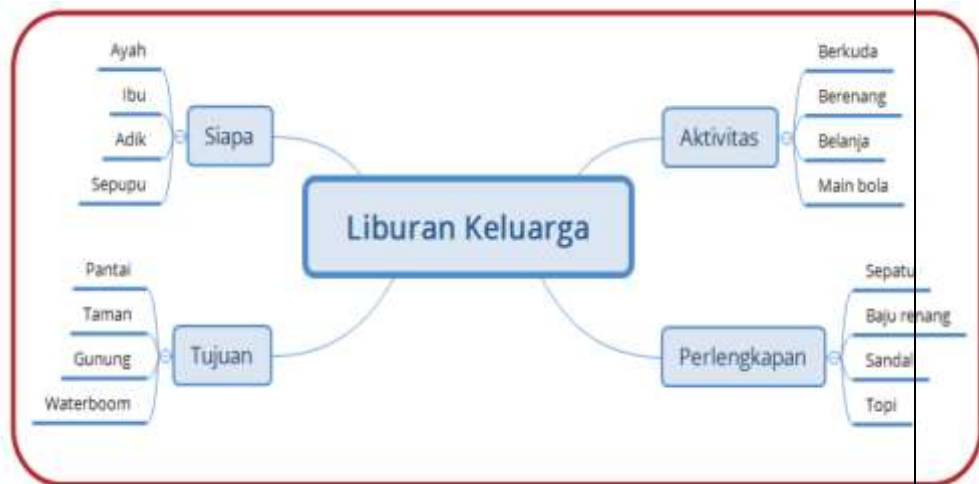 Liburan Keluarga
Siapa
Ayah
Ibu
Adik
Sepupu
Tujuan
Pantai
Taman
Gunung
Waterboom
Aktivitas
Berkuda
Berenang
Belanja
Main bola
Perlengkapan
Sepatu
Baju renang
Sandal
Topi